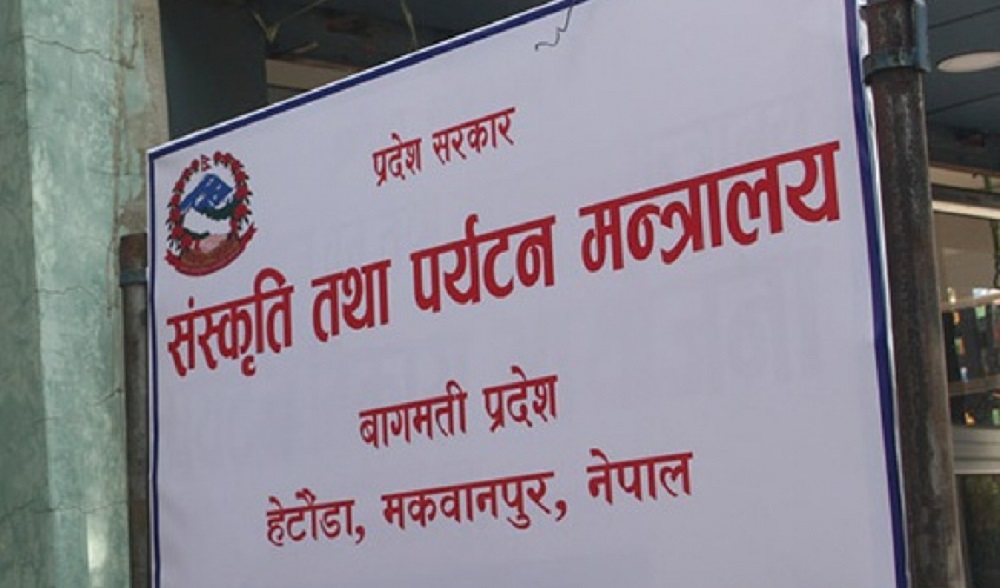 प्रदेश सरकार
संस्कृति तथा पर्यटन मन्त्रालय
बागमती प्रदेश
हेटौंडा, मकवानपुर, नेपाल